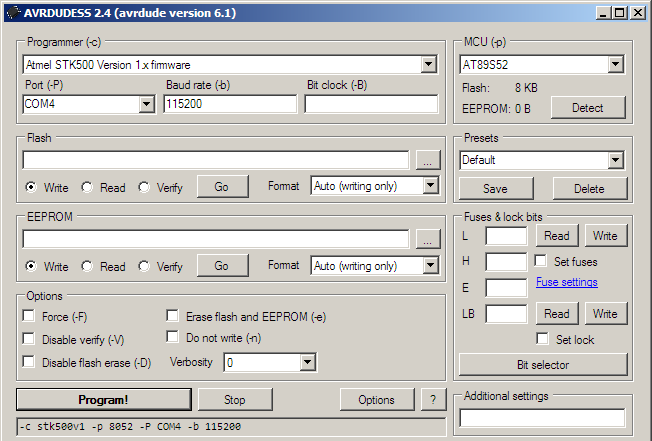 AVRDUDESS 2.4 (avrdude version 6.1)
Programmer (-c)
Atmel STK500 Version 1.x firmware
Port (-P)
Baud rate (-b)
Bit clock (-B)
COM4
115200
MCU (-p)
AT89S52
Flash: 8 KB
EEPROM: 0 B
Detect
Flash
...
Write
Read
Verify
Go
Format
Auto (writing only)
Presets
Default
Save
Delete
EEPROM
...
Write
Read
Verify
Go
Format
Auto (writing only)
Fuses & lock bits
L
Read
Write
H
Set fuses
E
Fuse settings
LB
Read
Write
Set lock
Bit selector
Options
Force (-F)
Erase flash and EEPROM (-e)
Disable verify (-V)
Do not write (-n)
Disable flash erase (-D)
Verbosity
0
Program!
Stop
Options
?
Additional settings
-c stk500v1 -p 8052 -P COM4 -b 115200